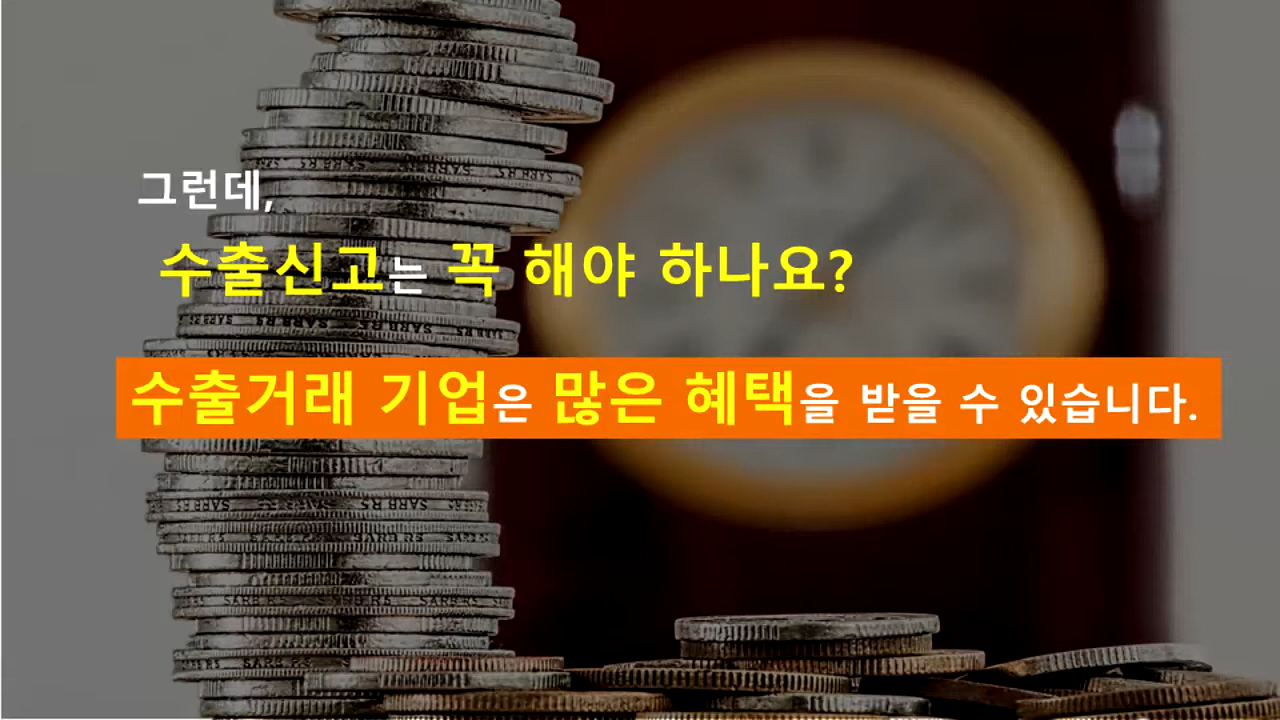 그런데,
수출신고는 꼭 해야 하나요?
수출거래 기업은 많은 혜택을 받을 수 있습니다.